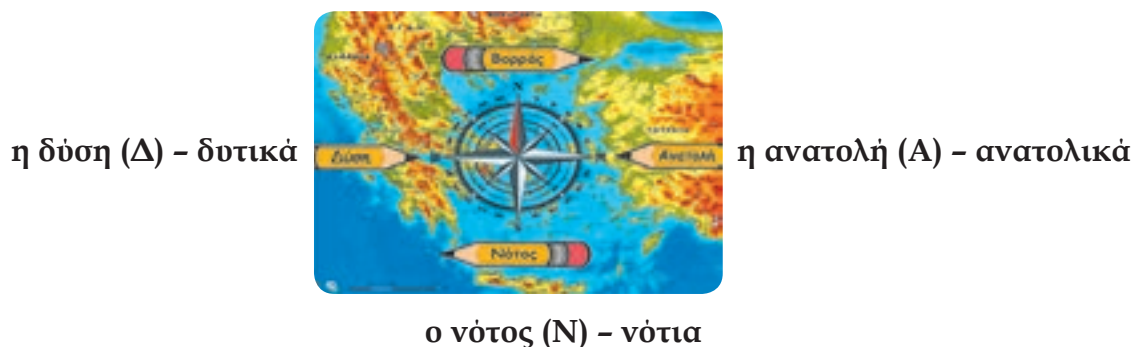 Βορράς
N
η δύση (Δ) – δυτικά
Δύση
Ανατολή
η ανατολή (Α) – ανατολικά
Νότος
ο νότος (Ν) – νότια